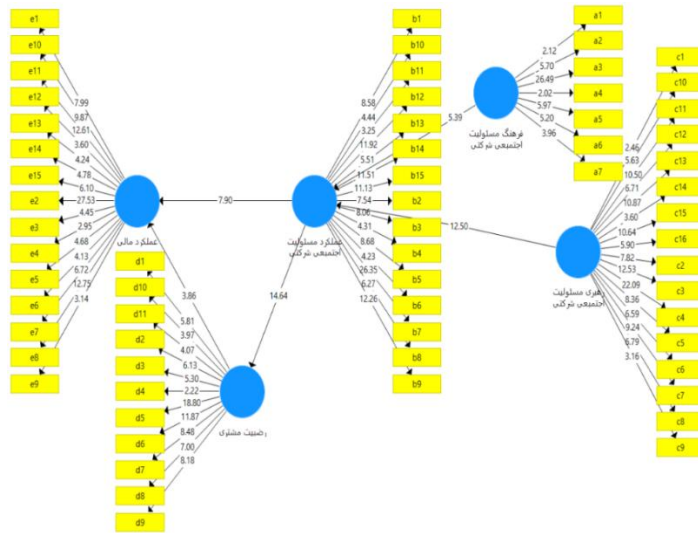 e1
e10
e11
e12
e13
e14
e15
e2
e3
e4
e5
e6
e7
e8
e9
7.99
9.87
12.61
3.60
4.24
4.78
6.10
27.53
4.45
2.95
4.68
4.13
6.72
12.75
3.14
عملکرد مالی
7.90
b1
b10
b11
b12
b13
b14
b15
b2
b3
b4
b5
b6
b7
b8
b9
8.58
4.44
3.25
11.92
5.51
11.51
11.13
7.54
8.06
4.31
8.68
4.23
26.35
6.27
12.26
عملکرد مسئولیت
اجتماعی شرکتی
5.39
a1
a2
a3
a4
a5
a6
a7
2.12
5.70
26.49
2.02
5.97
5.20
3.96
فرهنگ مسئولیت
اجتماعی شرکتی
12.50
c1
c10
c11
c12
c13
c14
c15
c16
c2
c3
c4
c5
c6
c7
c8
c9
2.46
5.63
10.50
6.71
10.87
3.60
10.64
5.90
7.82
12.53
22.09
8.36
6.59
9.24
6.79
3.16
رهبری مسئولیت
اجتماعی شرکتی
3.86
14.64
d1
d10
d11
d2
d3
d4
d5
d6
d7
d8
d9
5.81
3.97
4.07
6.13
5.30
2.22
18.80
11.87
8.48
7.00
8.18
رضایت مشتری